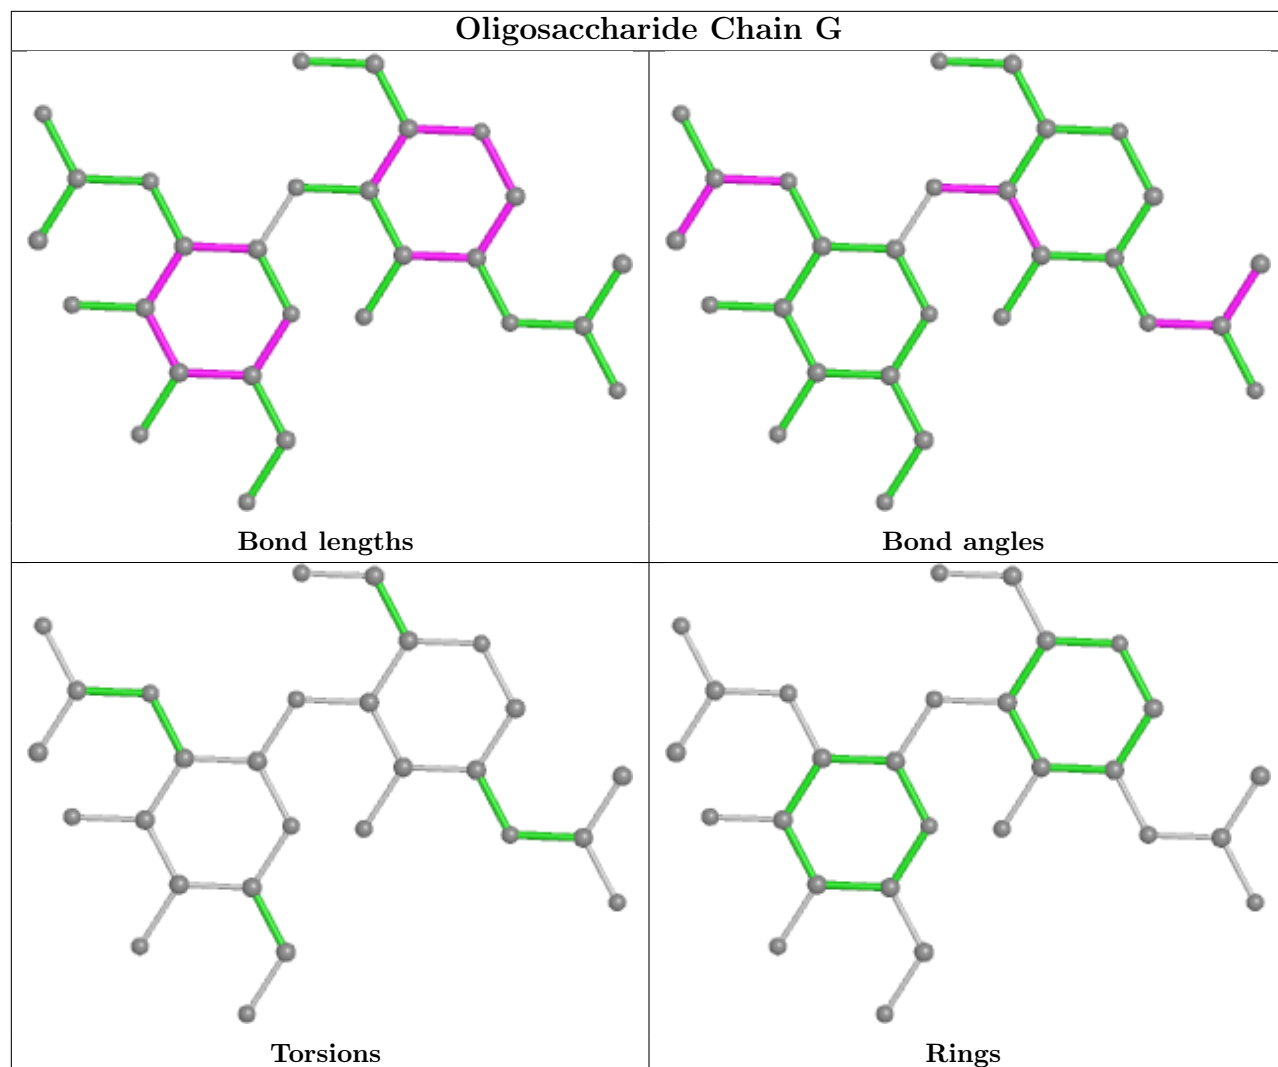 Oligosaccharide Chain G
Bond lengths
Bond angles
Torsions
Rings